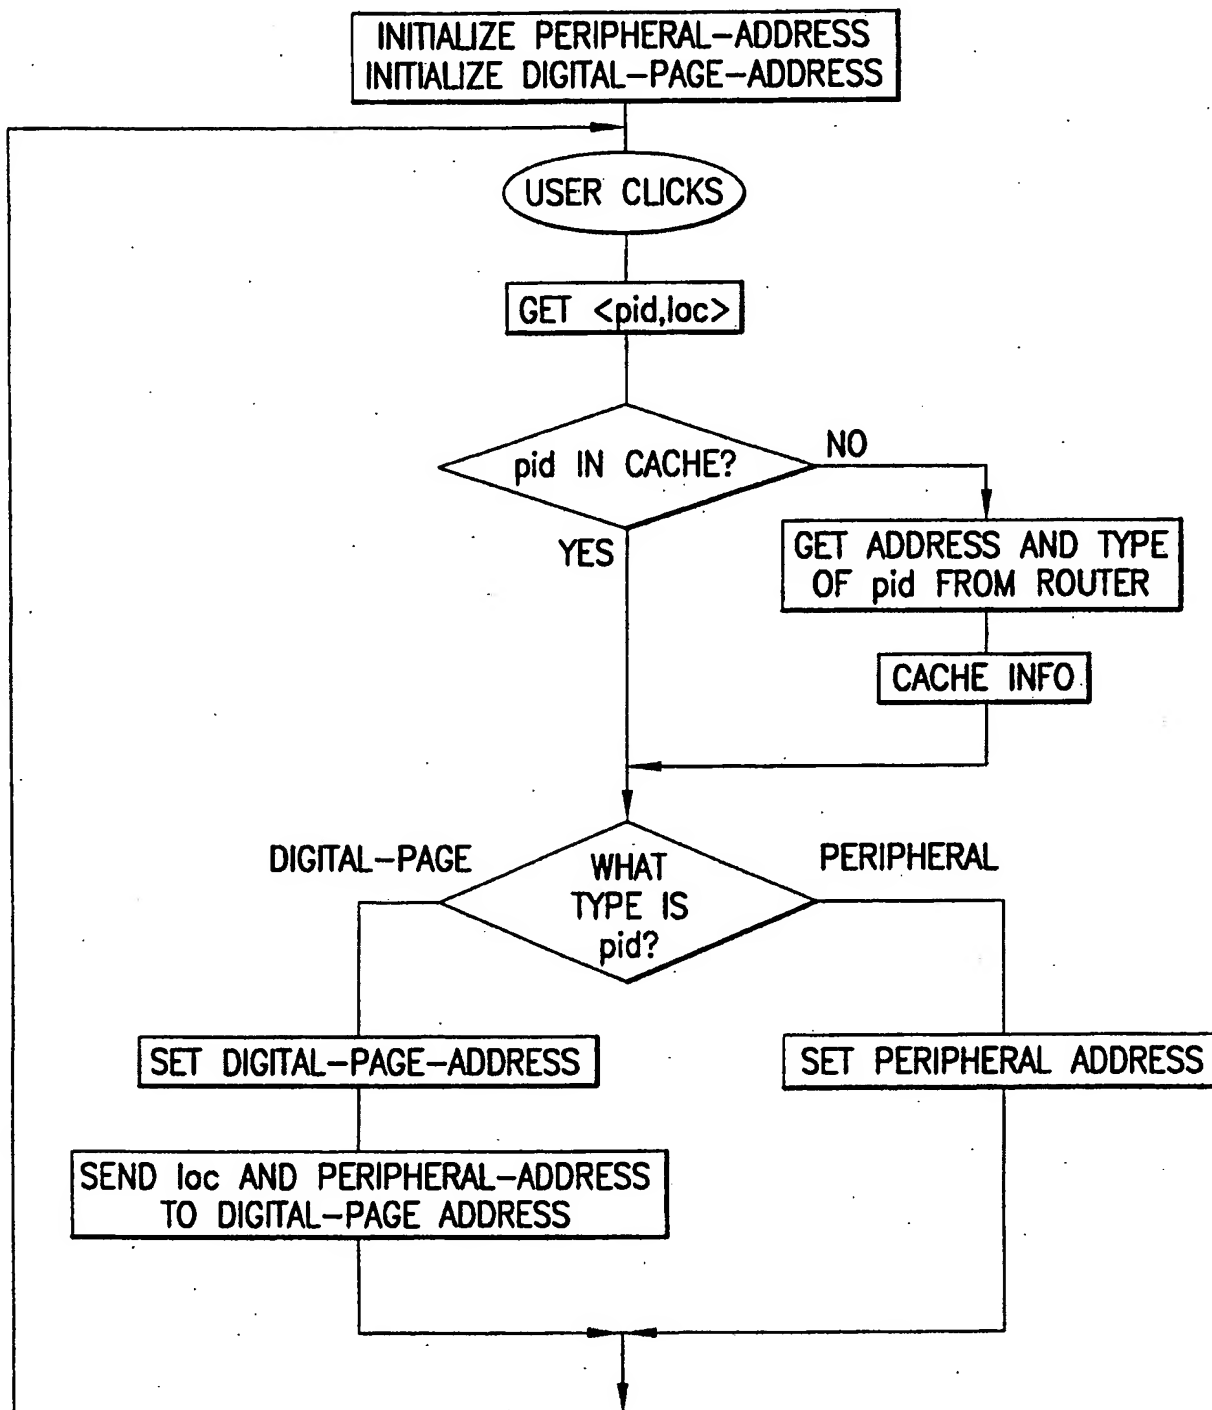 INITIALIZE PERIPHERAL-ADDRESS
INITIALIZE DIGITAL-PAGE-ADDRESS
USER CLICKS
GET <pid,loc>
pid IN CACHE?
NO
YES
GET ADDRESS AND TYPE
OF pid FROM ROUTER
CACHE INFO
DIGITAL-PAGE
WHAT
TYPE IS
pid?
PERIPHERAL
SET DIGITAL-PAGE-ADDRESS
SET PERIPHERAL ADDRESS
SEND loc AND PERIPHERAL-ADDRESS
TO DIGITAL-PAGE ADDRESS